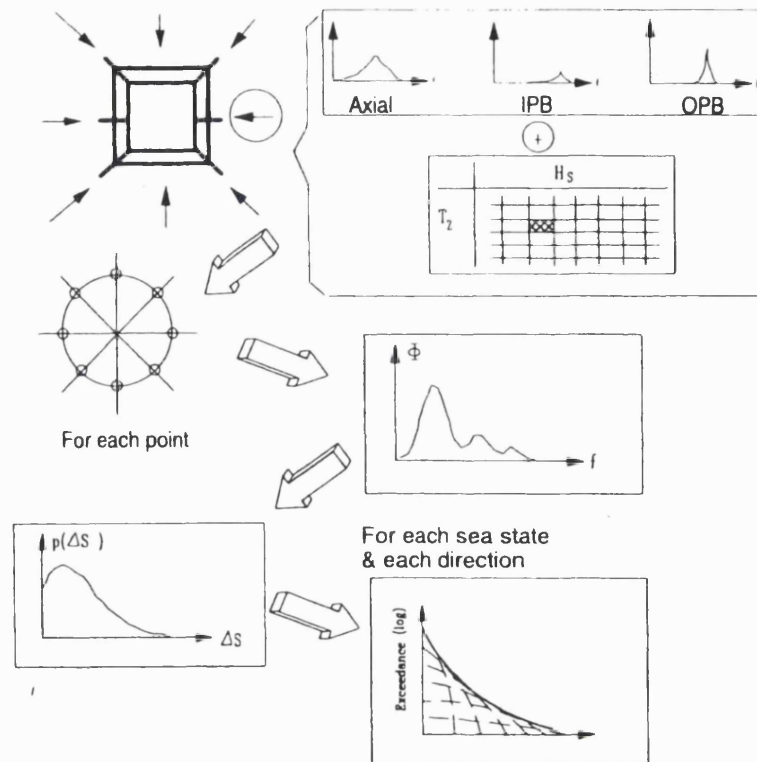 Axial IPB OPB
+
Hs
Tz
For each point
Φ
f
p(ΔS)
ΔS
For each sea state
& each direction
Exceedance (log)